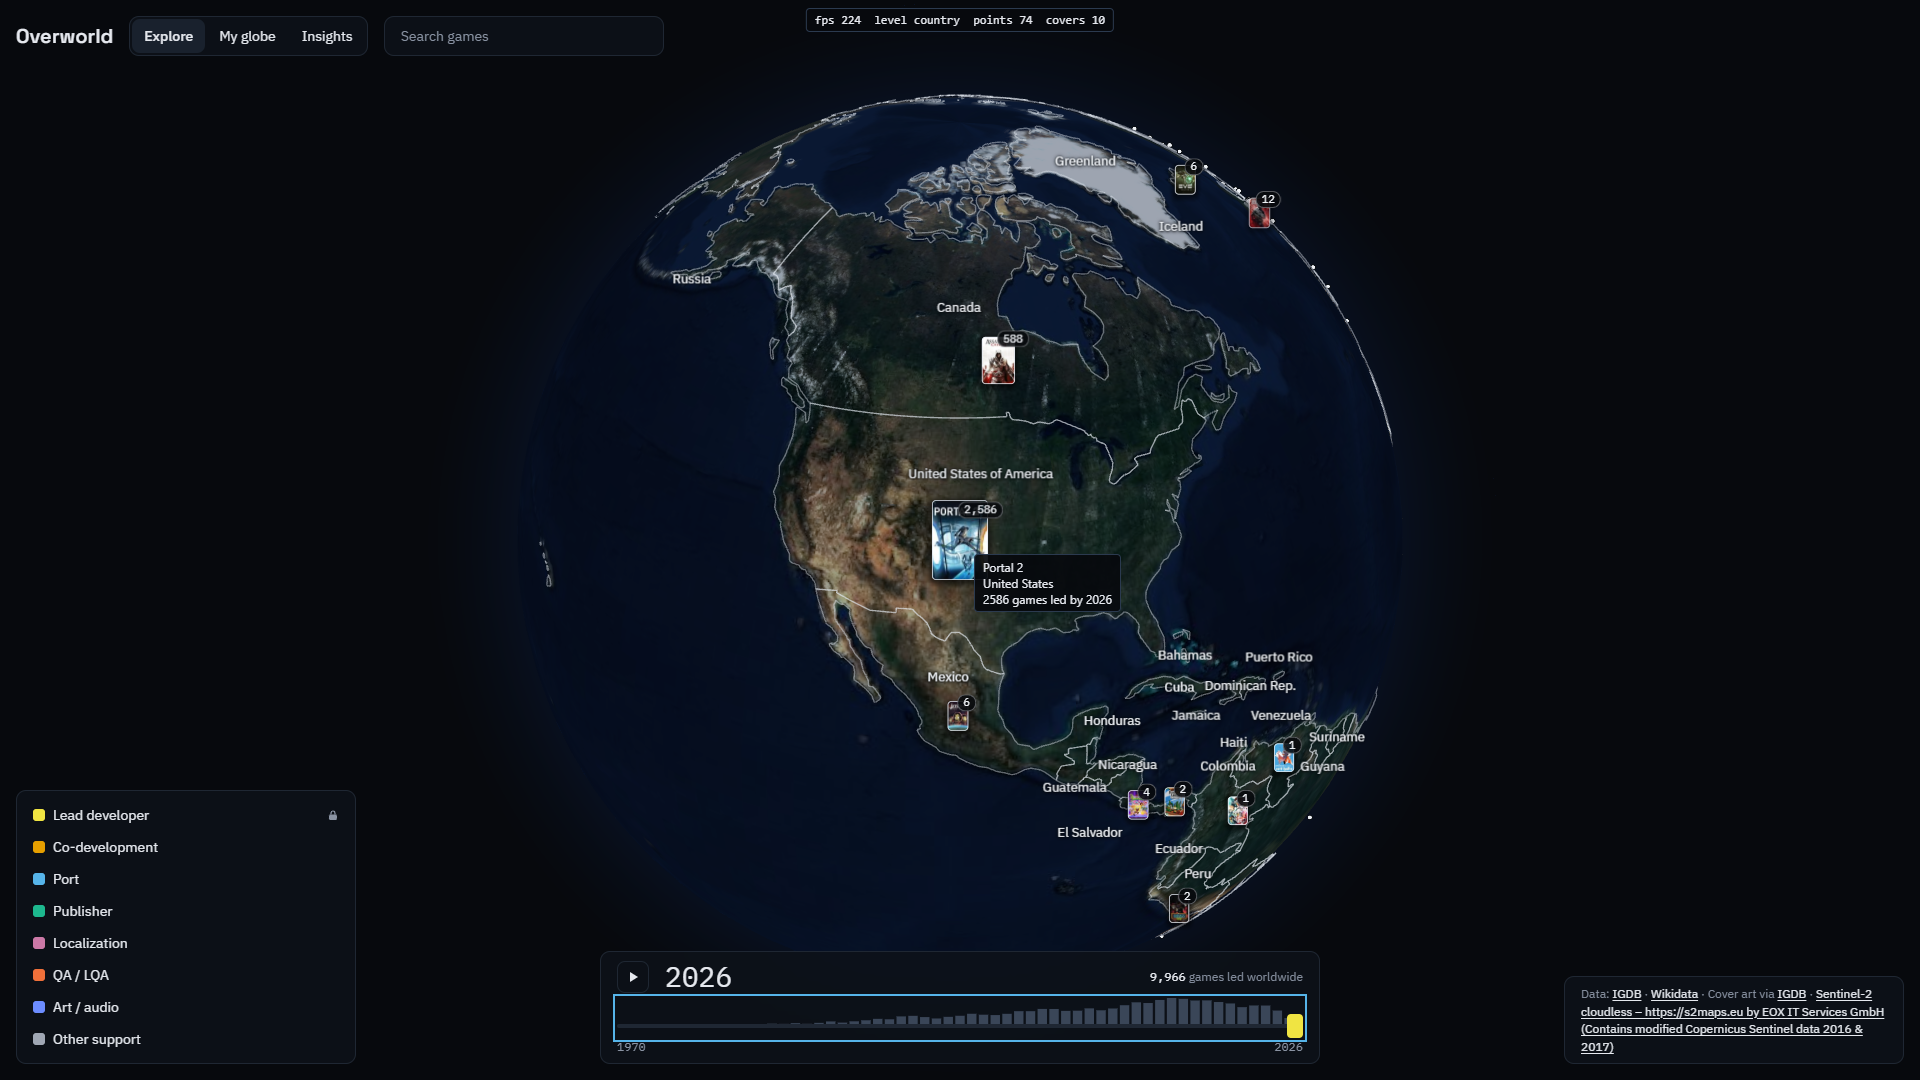 Overworld
Explore
My globe
Insights
Search games
fps 224 level country points 74 covers 10
Greenland
6
12
Iceland
Russia
Canada
588
United States of America
PORT
2,586
Portal 2
United States
2586 games led by 2026
Bahamas
Puerto Rico
Mexico
Cuba
Dominican Rep.
6
Honduras
Jamaica
Venezuela
Suriname
Haiti
1
Nicaragua
Colombia
Guyana
Guatemala
4
2
1
El Salvador
Ecuador
Peru
2
Lead developer
Co-development
Port
Publisher
Localization
QA / LQA
Art / audio
Other support
2026
9,966 games led worldwide
1970
2026
Data: IGDB · Wikidata · Cover art via IGDB · Sentinel-2
cloudless – https://s2maps.eu by EOX IT Services GmbH
(Contains modified Copernicus Sentinel data 2016 &
2017)